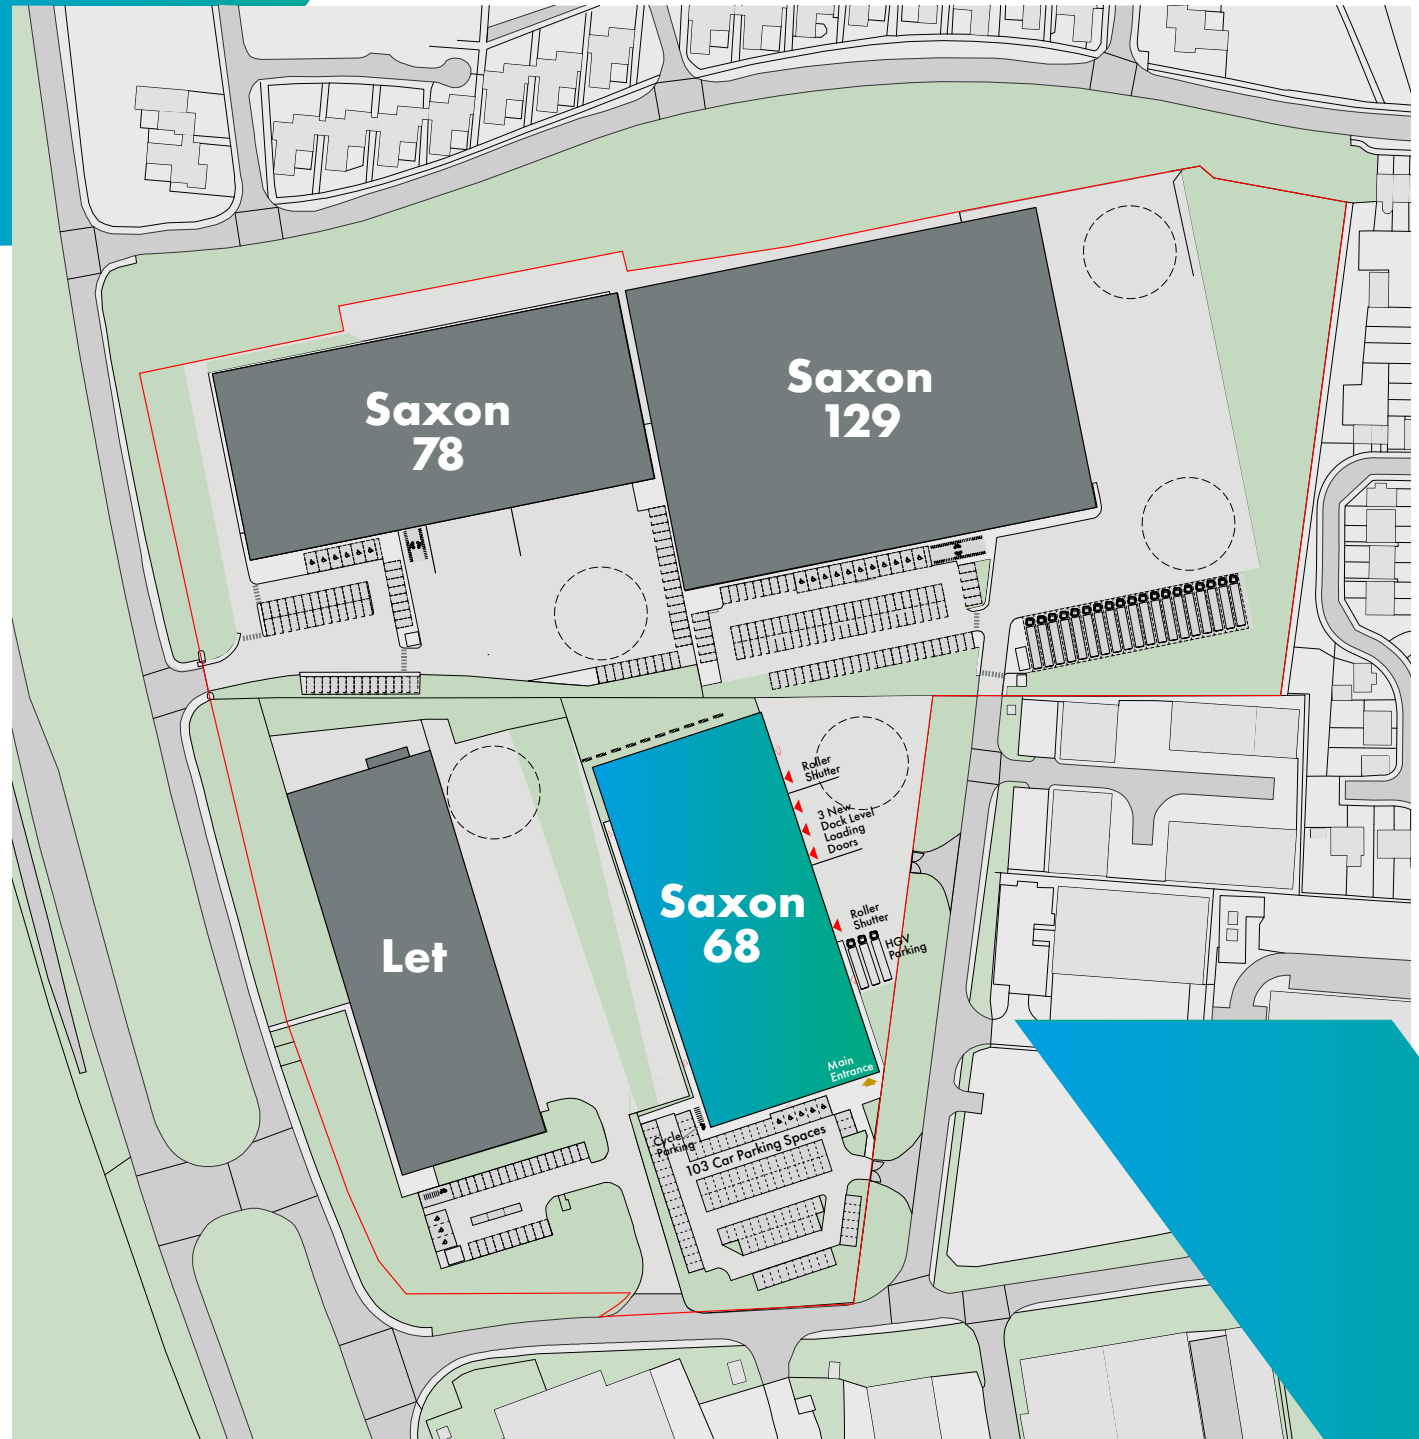 Saxon
78
Saxon
129
Roller
Shutter
3 New
Dock Level
Loading
Doors
Saxon
68
Let
Roller
Shutter
HGV
Parking
Main
Entrance
Cycle
Parking
103 Car Parking Spaces